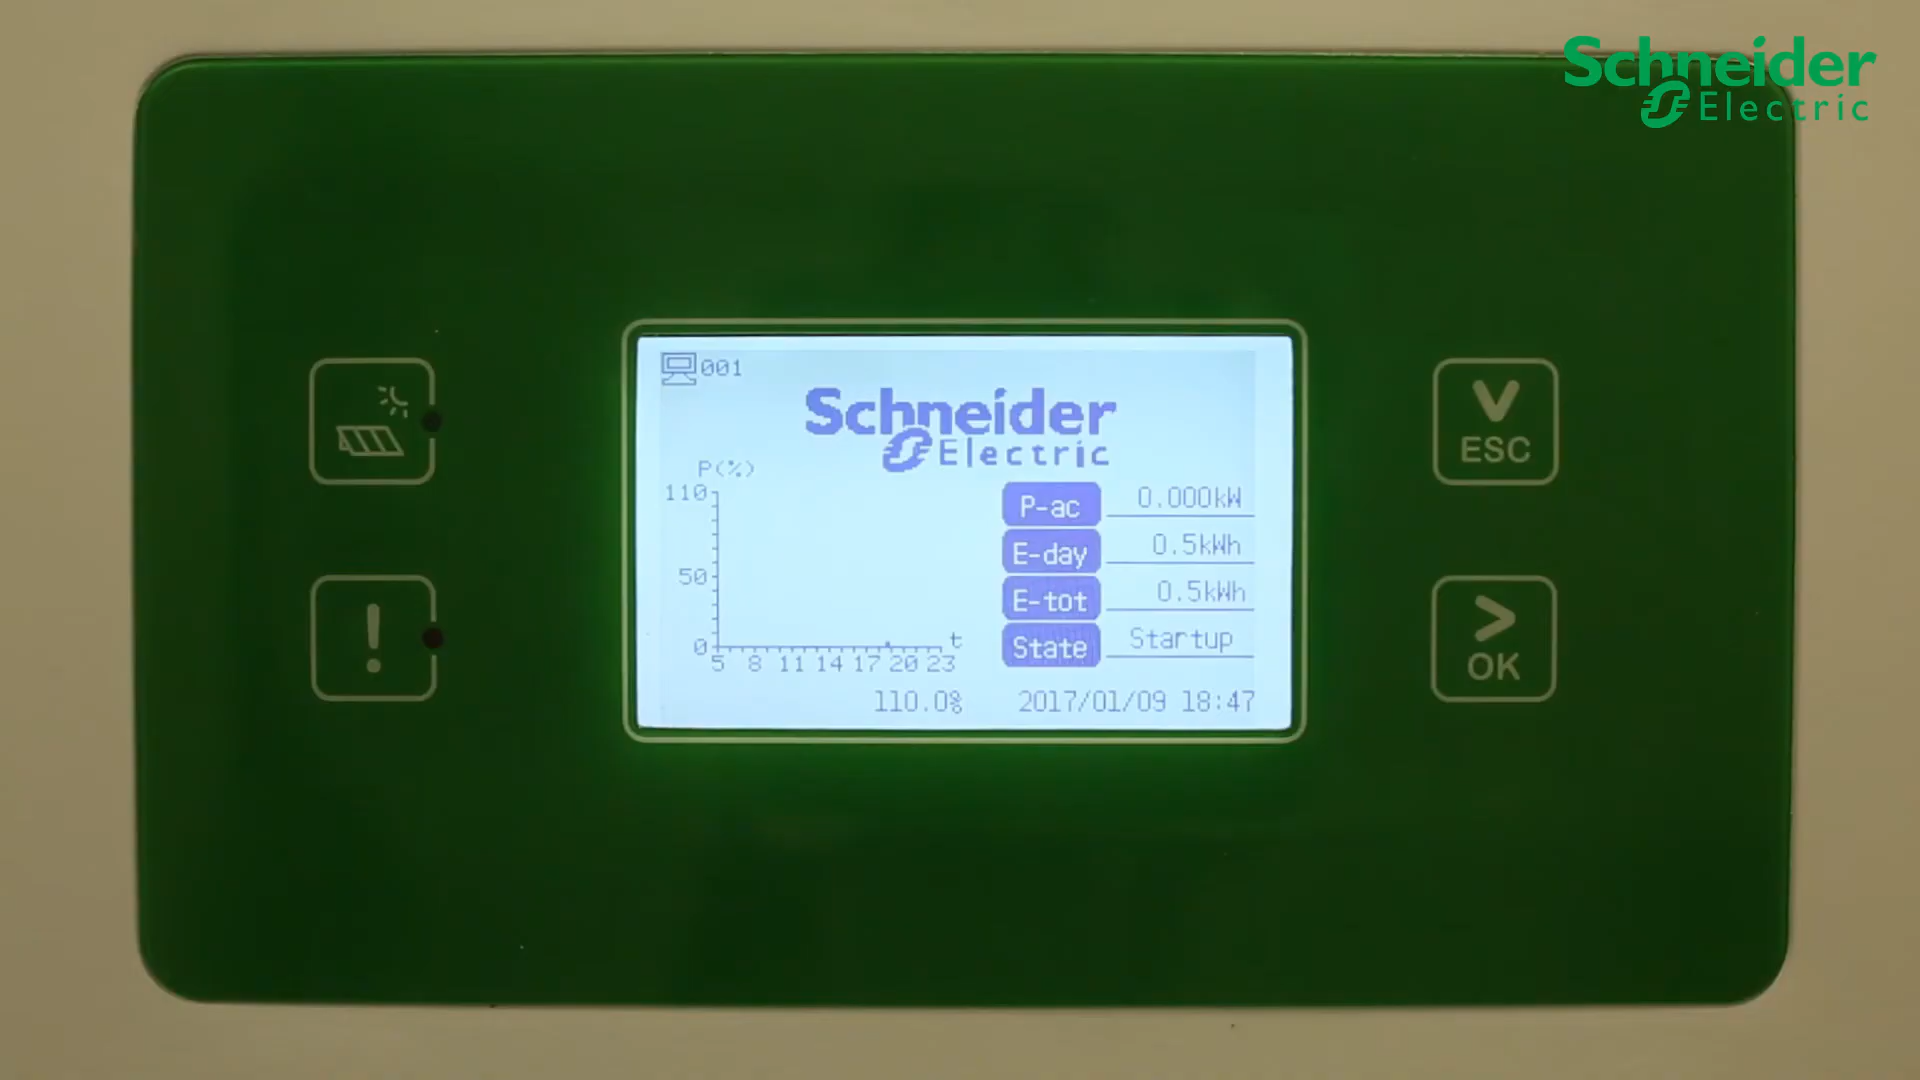 Schneider
Electric
001
Schneider
Electric
P(%)
110
50
0
5 8 11 14 17 20 23
t
110.0%
P-ac 0.000kW
E-day 0.5kWh
E-tot 0.5kWh
State Startup
2017/01/09 18:47
!
ESC
>
OK